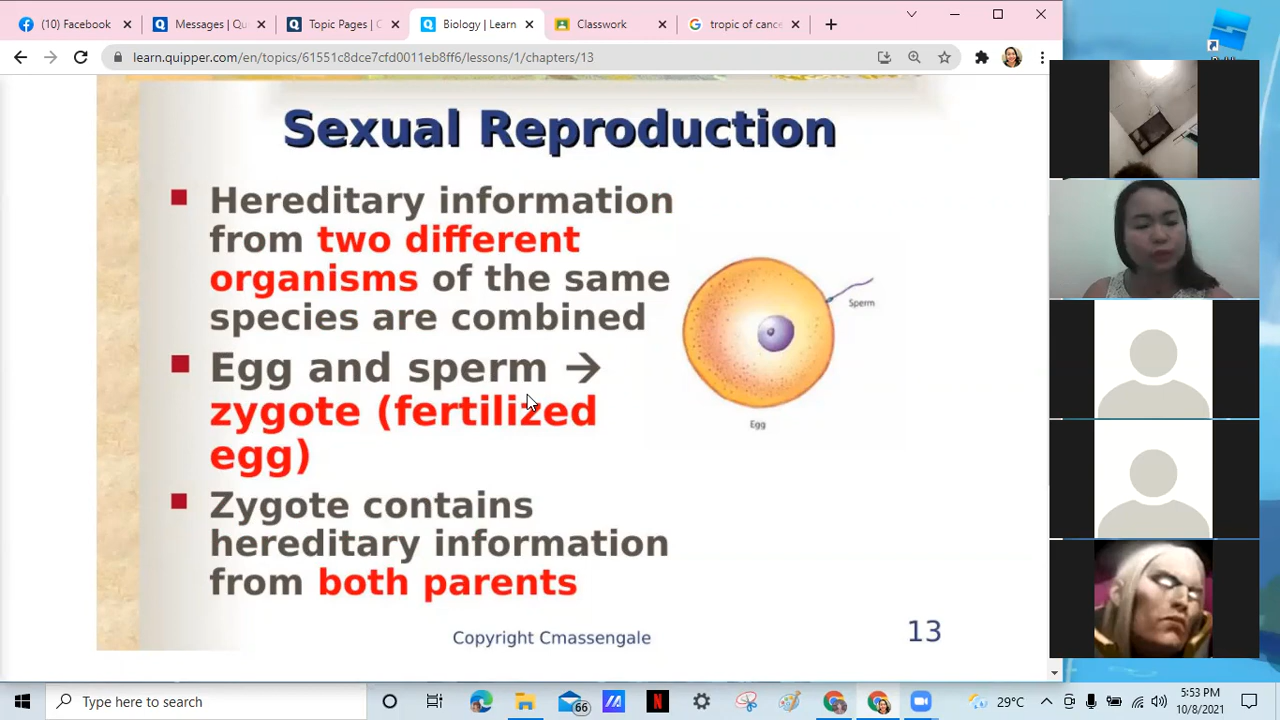 (10) Facebook
Messages | Qu
Topic Pages | C
Biology | Learn
Classwork
tropic of cance
learn.quipper.com/en/topics/61551c8dce7cfd0011eb8ff6/lessons/1/chapters/13
Sexual Reproduction
Hereditary information
from two different
organisms of the same
species are combined
Sperm
Egg
Egg and sperm →
zygote (fertilized
egg)
Zygote contains
hereditary information
from both parents
Copyright Cmassengale
13
Type here to search
66
N
29°C
5:53 PM
10/8/2021